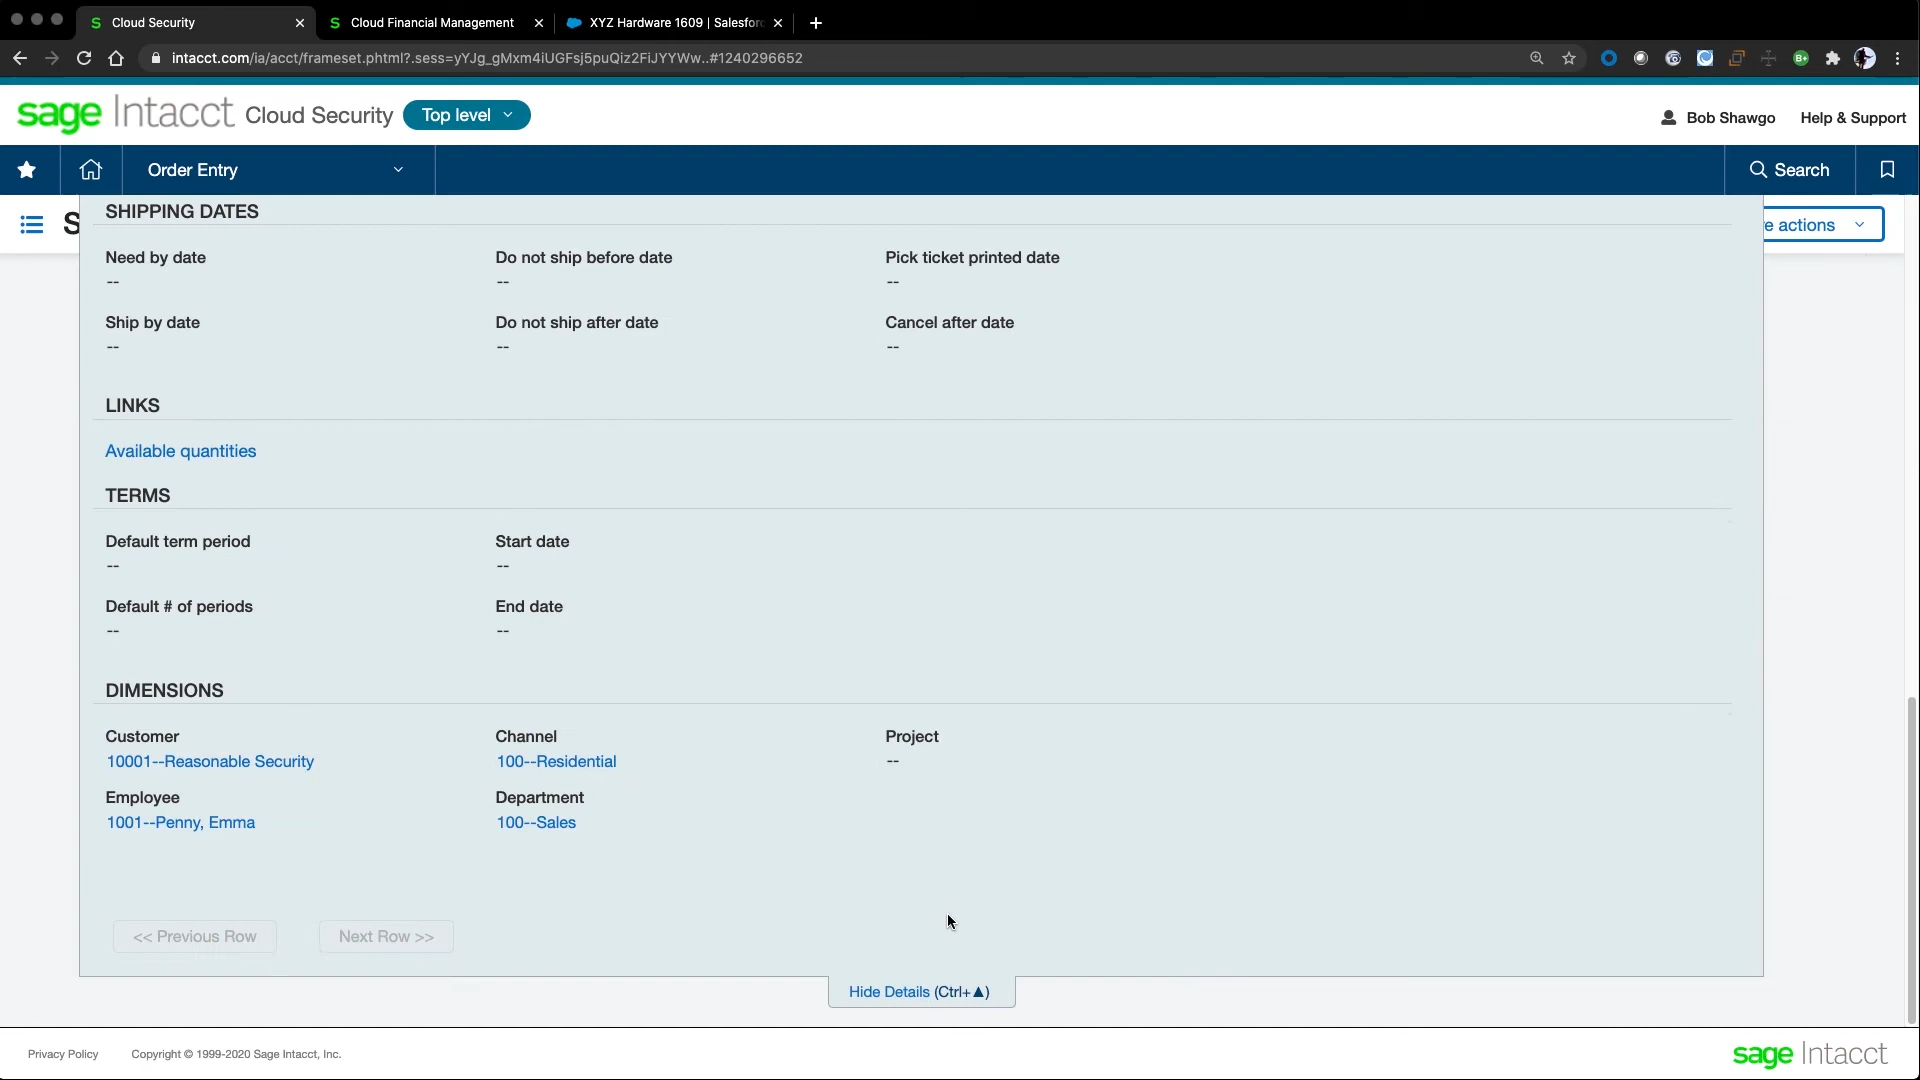 Cloud Security
Cloud Financial Management
XYZ Hardware 1609 | Salesfor
intacct.com/ia/acct/frameset.phtml?.sess=yYJg_gMxm4iUGFsj5puQiz2FiJYYWw..#1240296652
sage Intacct Cloud Security Top level
Bob Shawgo Help & Support
Order Entry
Search
S
re actions
SHIPPING DATES
Need by date Do not ship before date Pick ticket printed date
-- -- --
Ship by date Do not ship after date Cancel after date
-- -- --
LINKS
Available quantities
TERMS
Default term period Start date
-- --
Default # of periods End date
-- --
DIMENSIONS
Customer Channel Project
10001--Reasonable Security 100--Residential --
Employee Department
1001--Penny, Emma 100--Sales
<< Previous Row Next Row >>
Hide Details (Ctrl+▲)
Privacy Policy Copyright © 1999-2020 Sage Intacct, Inc.
sage Intacct